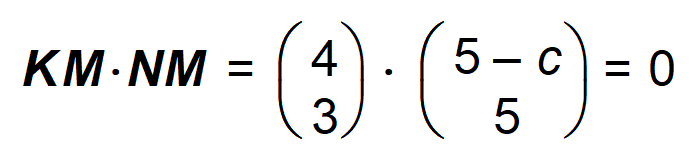 KM·NM = (4 3) · (5 – c 5) = 0